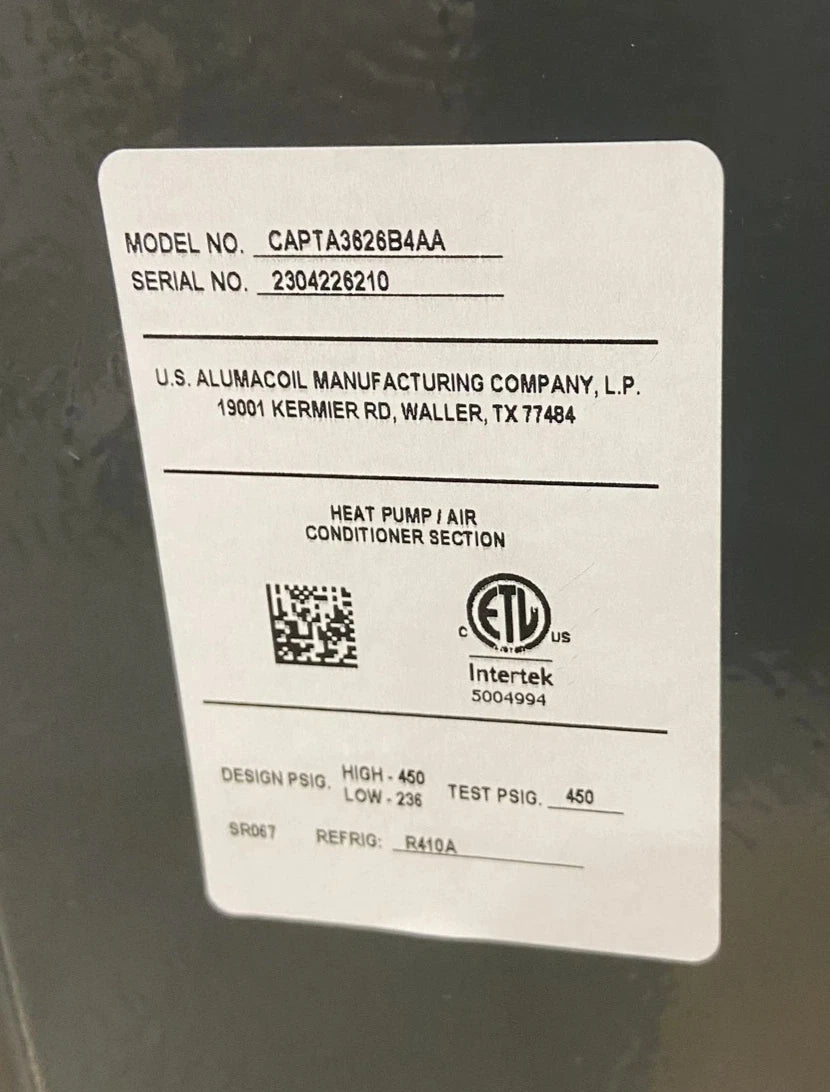 MODEL NO. CAPTA3626B4AA
SERIAL NO. 2304226210
U.S. ALUMACOIL MANUFACTURING COMPANY, L.P.
19001 KERMIER RD, WALLER, TX 77484
HEAT PUMP / AIR
CONDITIONER SECTION
C ETL US
Intertek
5004994
DESIGN PSIG. HIGH - 450
LOW - 236 TEST PSIG. 450
SR067 REFRIG: R410A